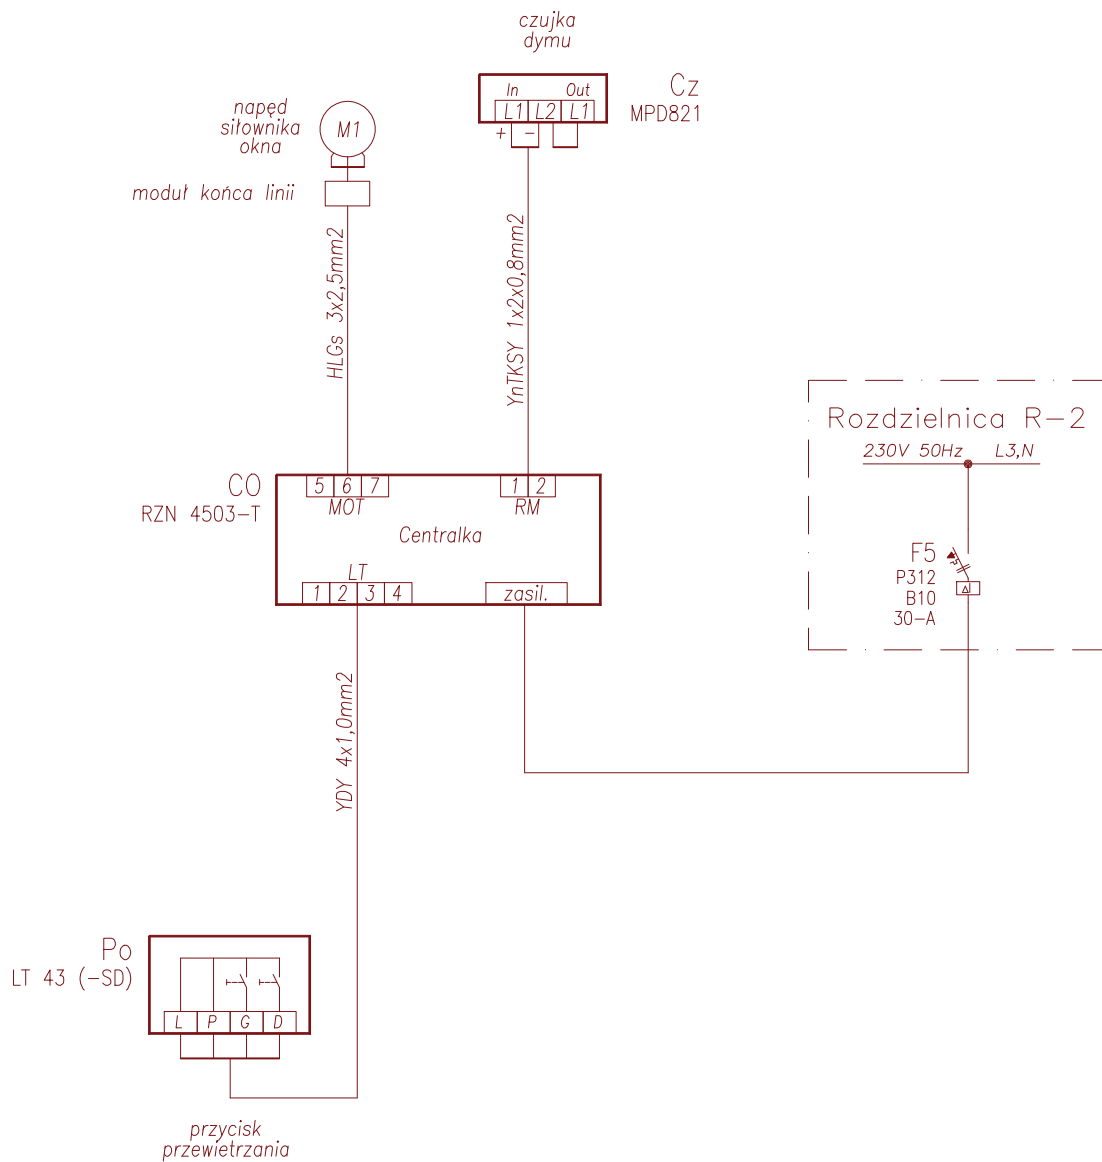 czujka
dymu
In Out
L1 L2 L1
+ −
Cz
MPD821
napęd
siłownika
okna
M1
moduł końca linii
HLGs 3x2,5mm2
YnTKSY 1x2x0,8mm2
Rozdzielnica R−2
230V 50Hz L3,N
F5
P312
B10
30−A
CO
RZN 4503−T
5 6 7
MOT
1 2
RM
Centralka
LT
1 2 3 4
zasil.
YDY 4x1,0mm2
Po
LT 43 (−SD)
L P G D
przycisk
przewietrzania